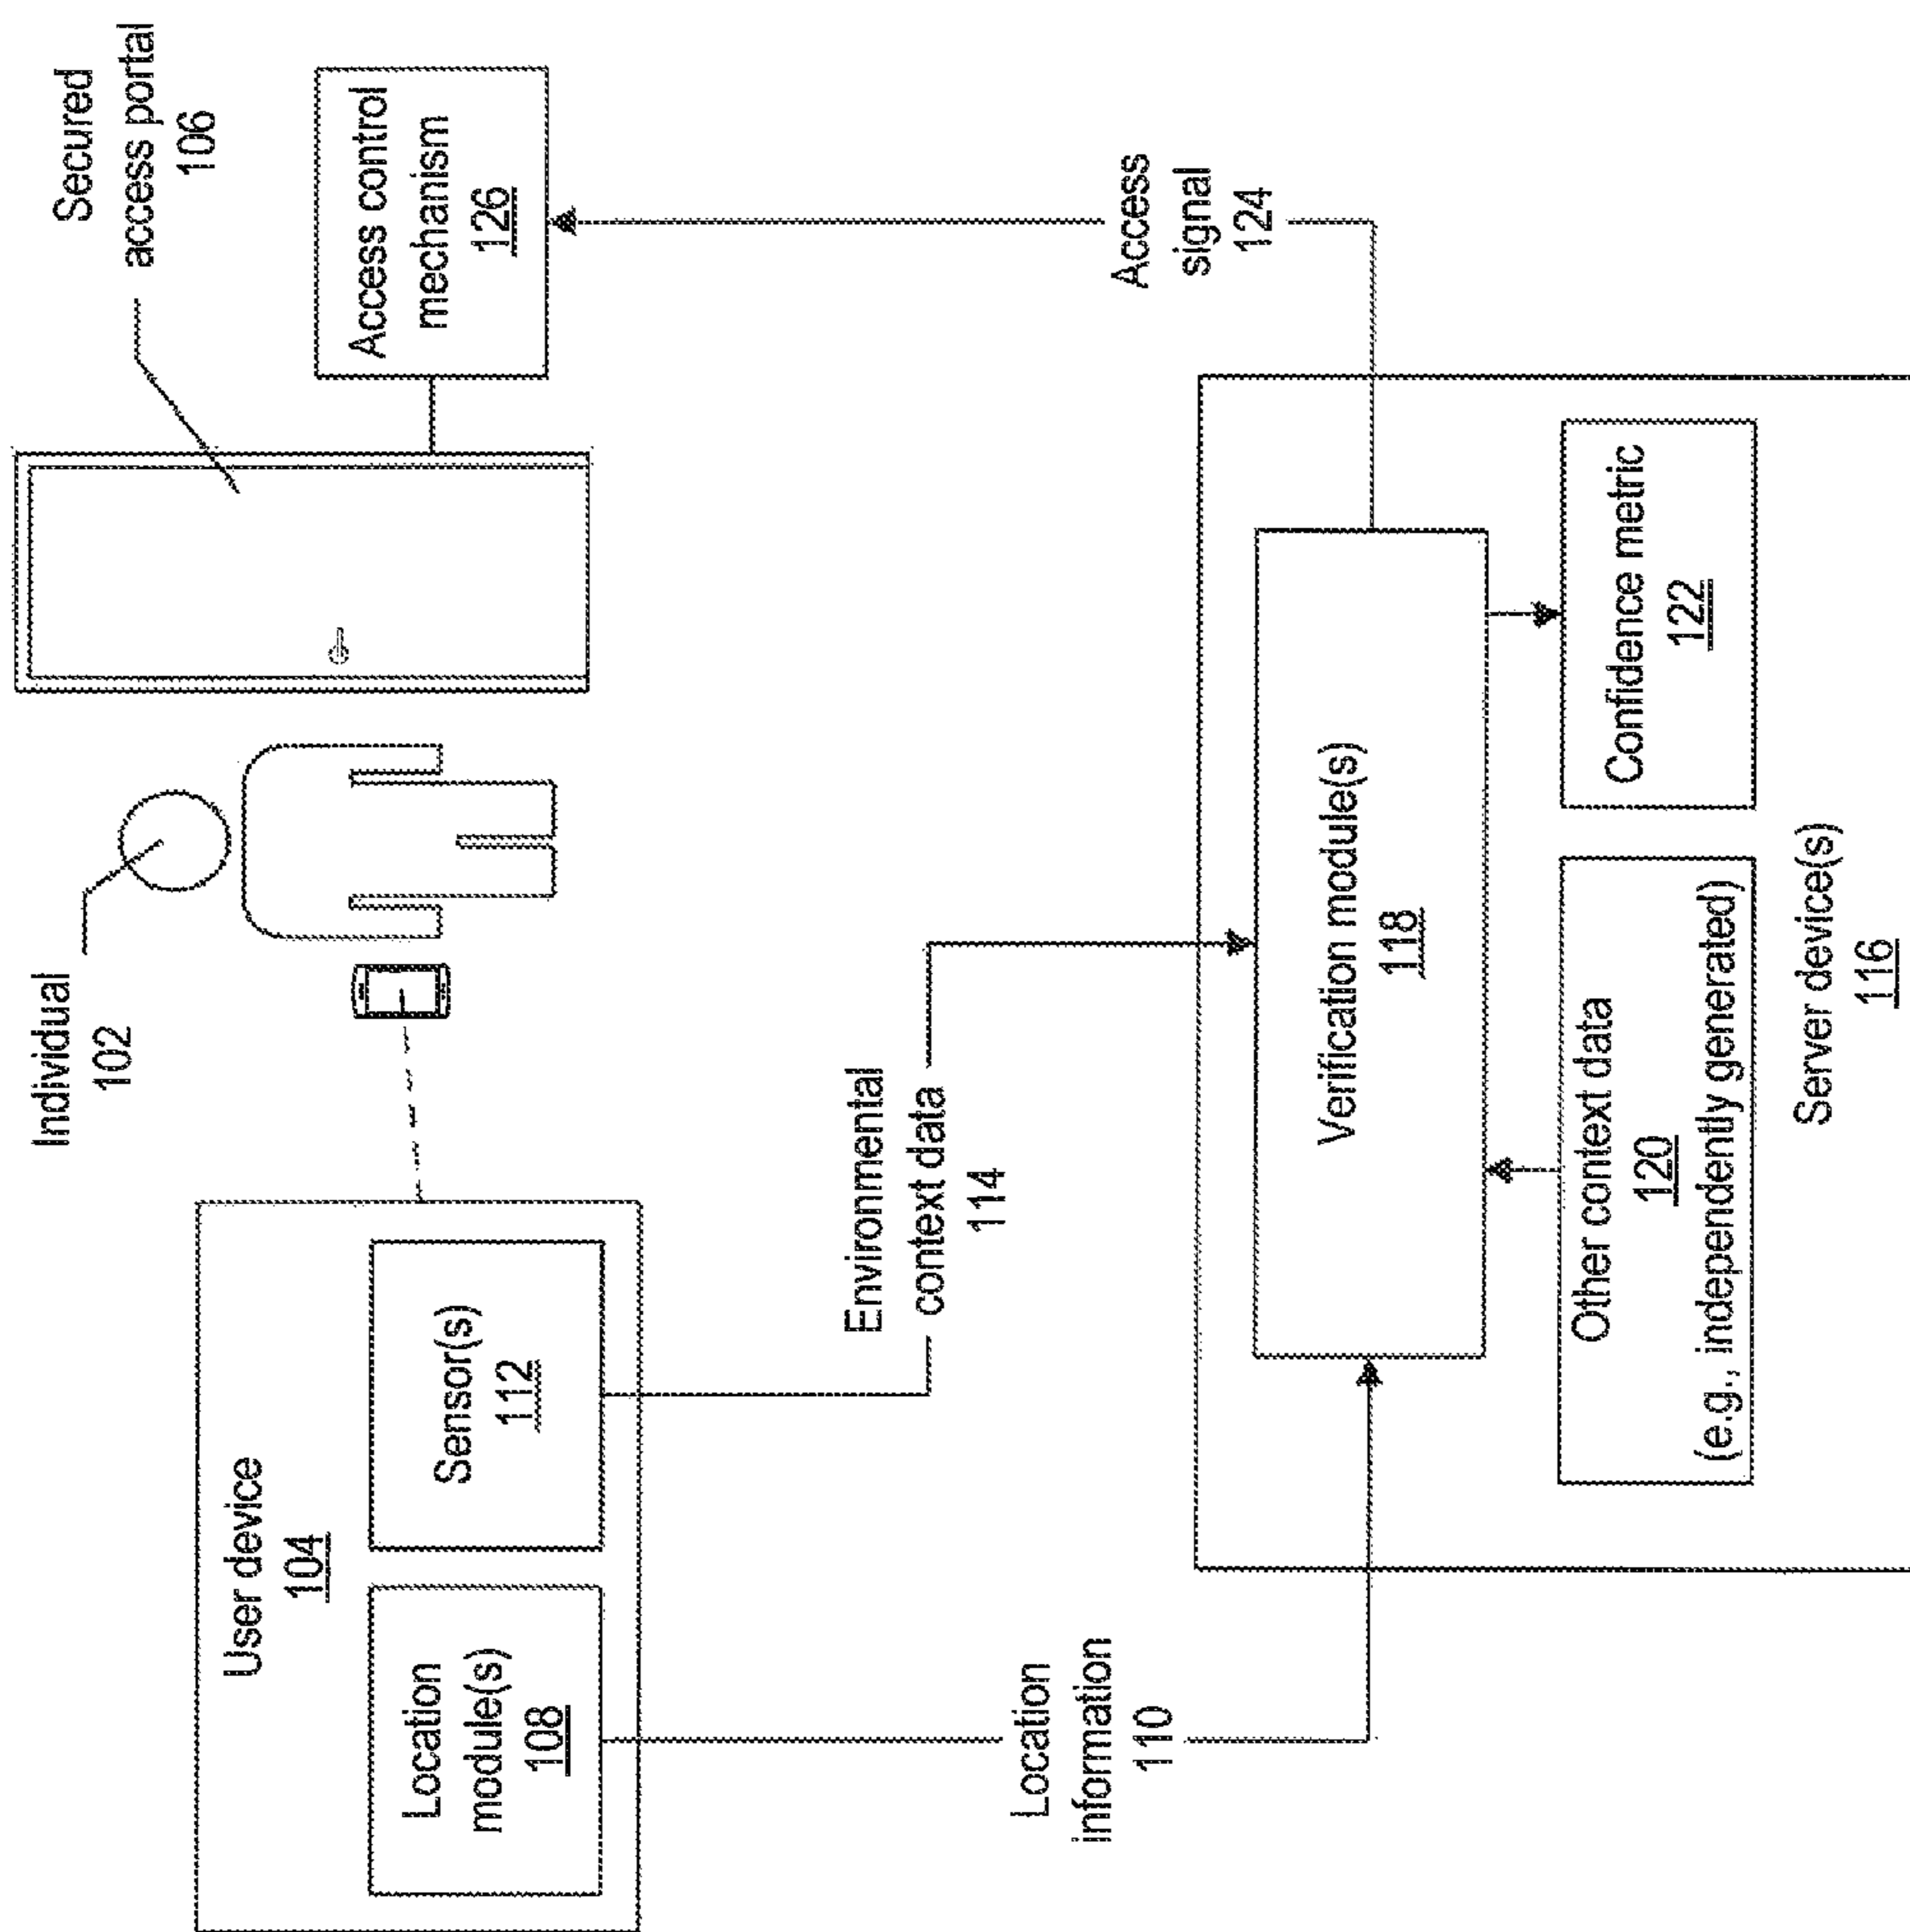 Individual
102
Secured
access portal
106
User device
104
Location
module(s)
108
Sensor(s)
112
Access control
mechanism
126
Environmental
context data
114
Location
information
110
Access
signal
124
Verification module(s)
118
Other context data
120
(e.g., independently generated)
Confidence metric
122
Server device(s)
116